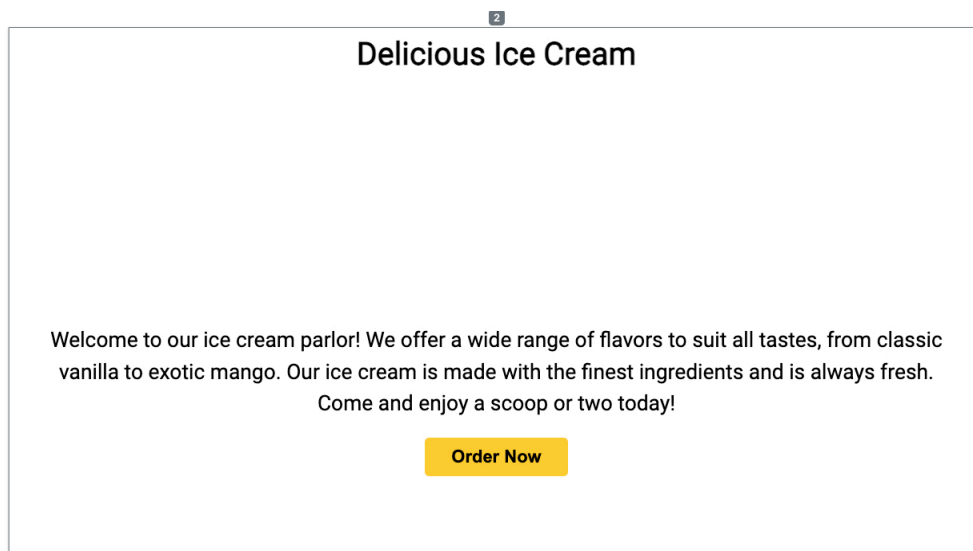 2
Delicious Ice Cream
Welcome to our ice cream parlor! We offer a wide range of flavors to suit all tastes, from classic
vanilla to exotic mango. Our ice cream is made with the finest ingredients and is always fresh.
Come and enjoy a scoop or two today!
Order Now